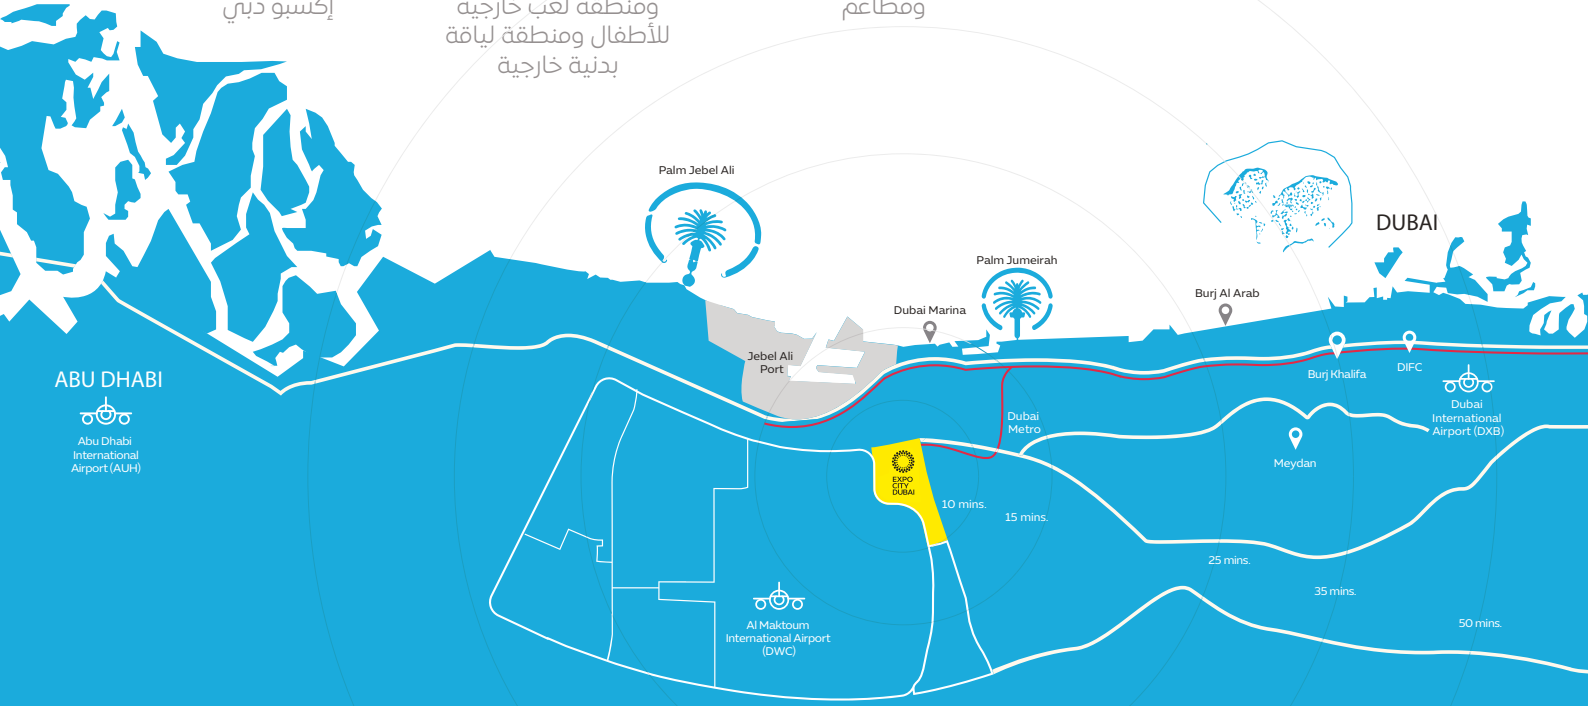 ومطاعم
ومنطقة لعب خارجية
للأطفال ومنطقة لياقة
بدنية خارجية
إكسبو دبي
Palm Jebel Ali
DUBAI
Palm Jumeirah
Burj Al Arab
Dubai Marina
Jebel Ali
Port
ABU DHABI
Abu Dhabi
International
Airport (AUH)
Burj Khalifa
DIFC
Dubai
International
Airport (DXB)
Dubai
Metro
Meydan
EXPO
CITY
DUBAI
10 mins.
15 mins.
25 mins.
35 mins.
50 mins.
Al Maktoum
International Airport
(DWC)